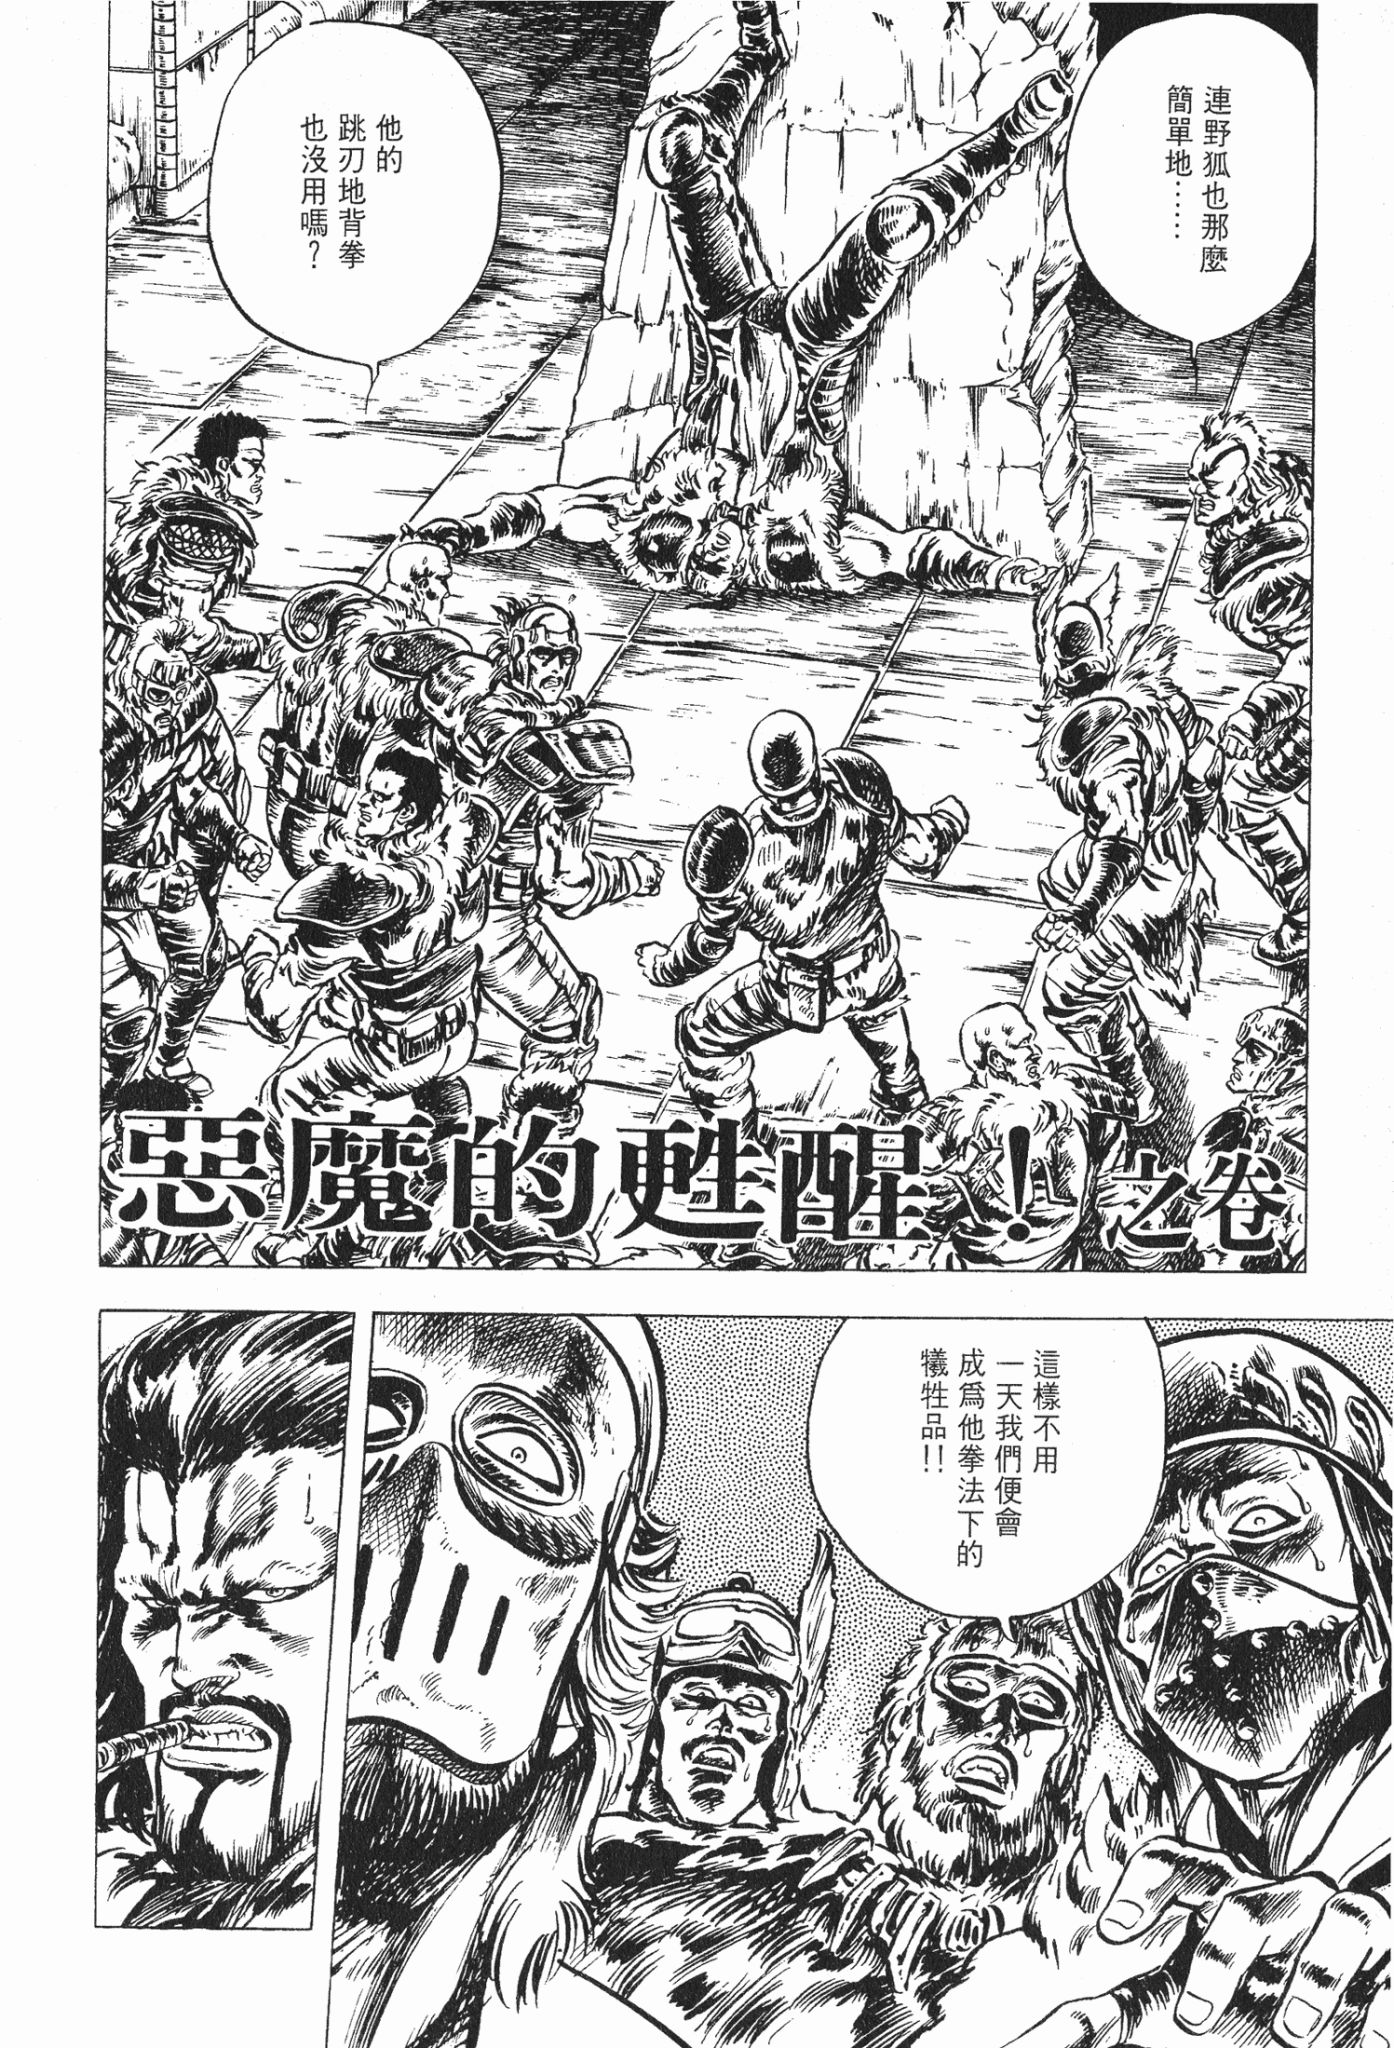 連野狐也那麼
簡單地……
他的
跳刃地背拳
也沒用嗎？
惡魔的甦醒！之卷
這樣不用
一天我們便會
成爲他拳法下的
犧牲品！！